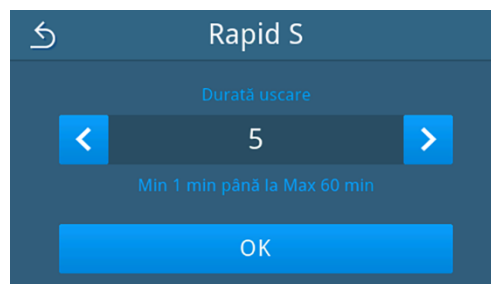 Rapid S
Durată uscare
5
Min 1 min până la Max 60 min
OK